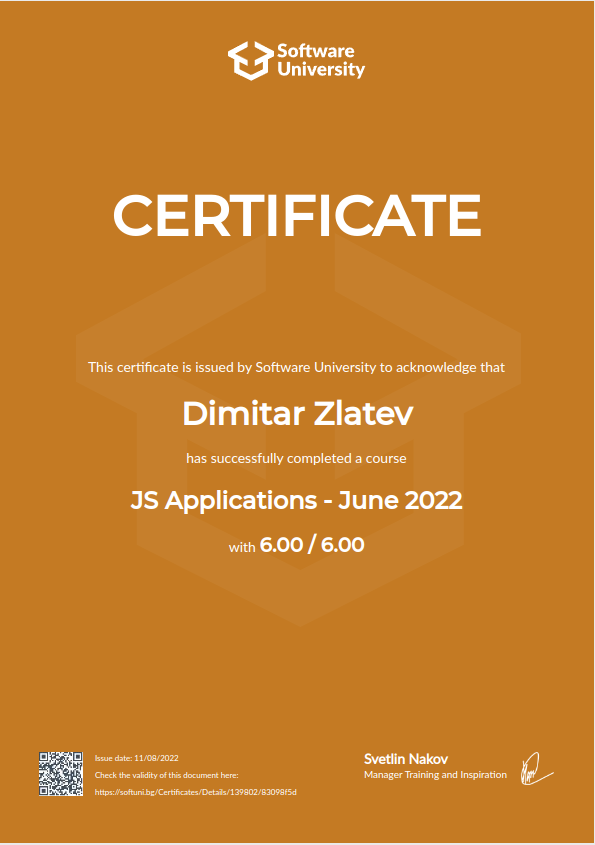 Software
University
CERTIFICATE
This certificate is issued by Software University to acknowledge that
Dimitar Zlatev
has successfully completed a course
JS Applications - June 2022
with 6.00 / 6.00
Issue date: 11/08/2022
Check the validity of this document here:
https://softuni.bg/Certificates/Details/139802/83098f5d
Svetlin Nakov
Manager Training and Inspiration